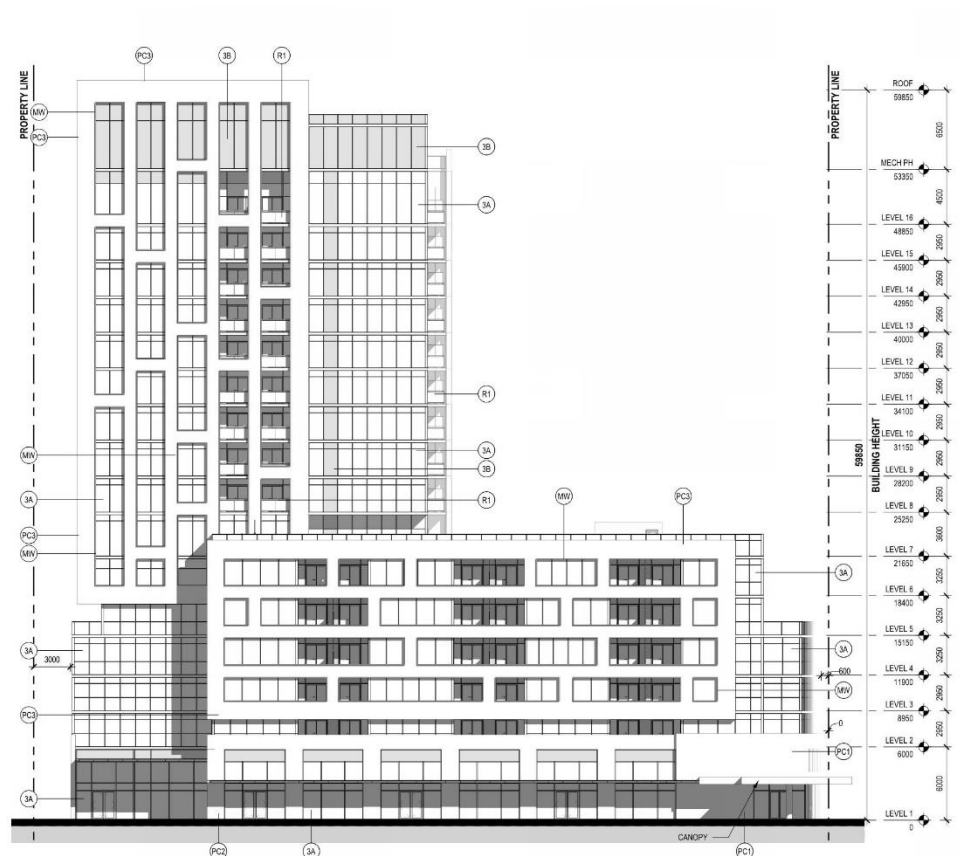 PC3
3B
R1
PROPERTY LINE
PROPERTY LINE
MW
PC3
3B
3A
R1
3A
3B
R1
MW
3A
PC3
MW
MW
PC3
3A
3A
3000
3A
600
MW
PC3
0
PC1
3A
CANOPY
PC2
3A
PC1
59850
BUILDING HEIGHT
ROOF
59850
6500
MECH PH
53350
4500
LEVEL 16
48850
2950
LEVEL 15
45900
2950
LEVEL 14
42950
2950
LEVEL 13
40000
2950
LEVEL 12
37050
2950
LEVEL 11
34100
2950
LEVEL 10
31150
2950
LEVEL 9
28200
2950
LEVEL 8
25250
3600
LEVEL 7
21650
3250
LEVEL 6
18400
3250
LEVEL 5
15150
3250
LEVEL 4
11900
2950
LEVEL 3
8950
2950
LEVEL 2
6000
6000
LEVEL 1
0